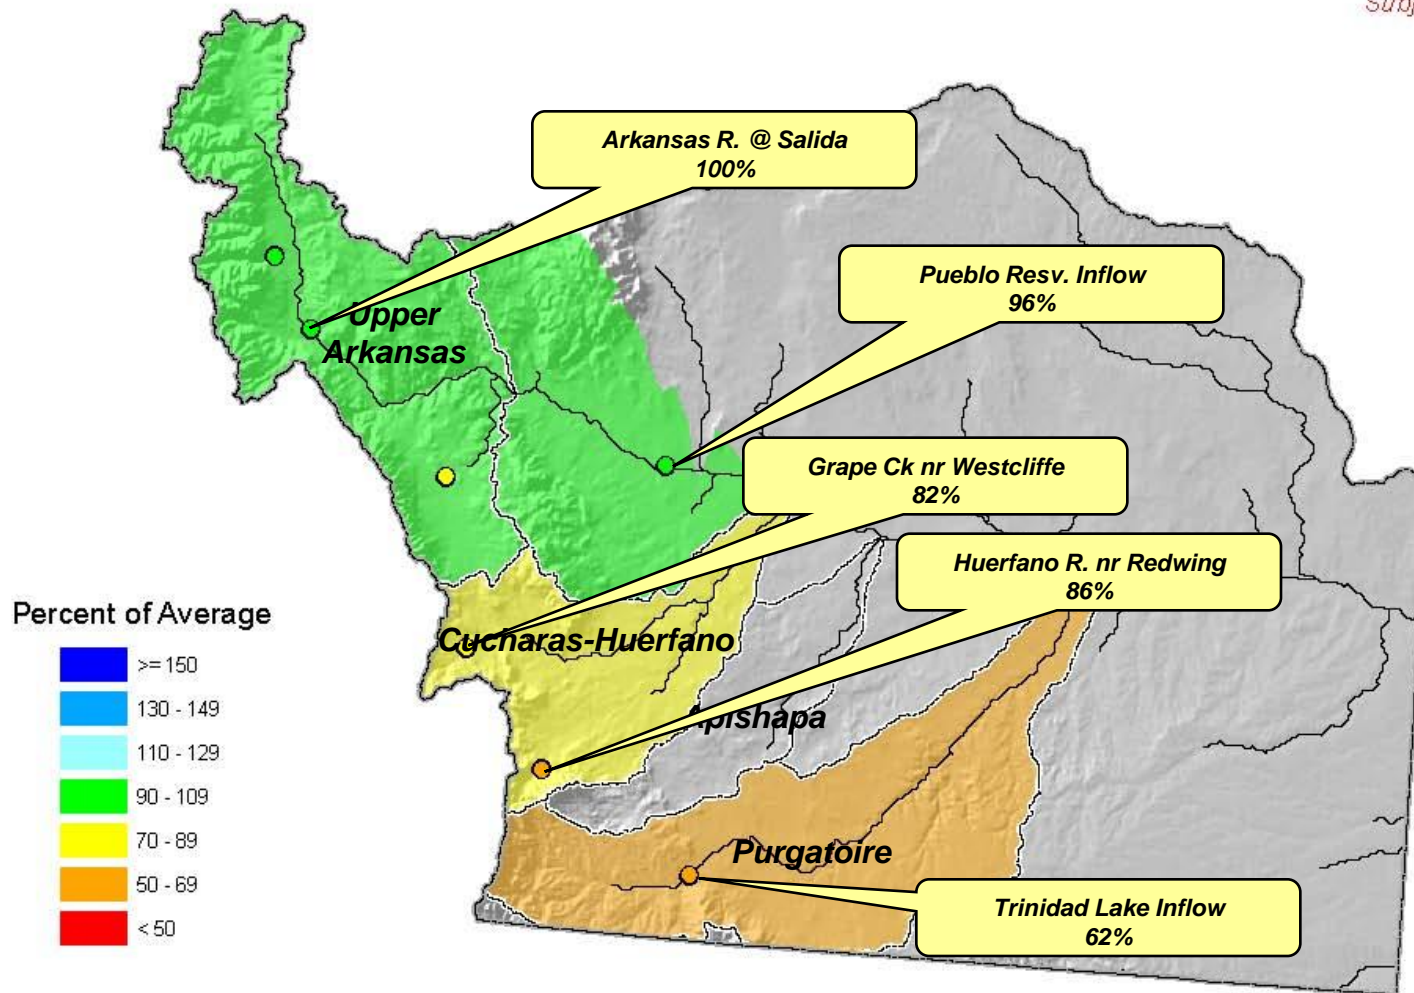 Arkansas R. @ Salida
100%
Pueblo Resv. Inflow
96%
Upper
Arkansas
Grape Ck nr Westcliffe
82%
Huerfano R. nr Redwing
86%
Percent of Average
>= 150
130 - 149
110 - 129
90 - 109
70 - 89
50 - 69
< 50
Cucharas-Huerfano
Apishapa
Purgatoire
Trinidad Lake Inflow
62%